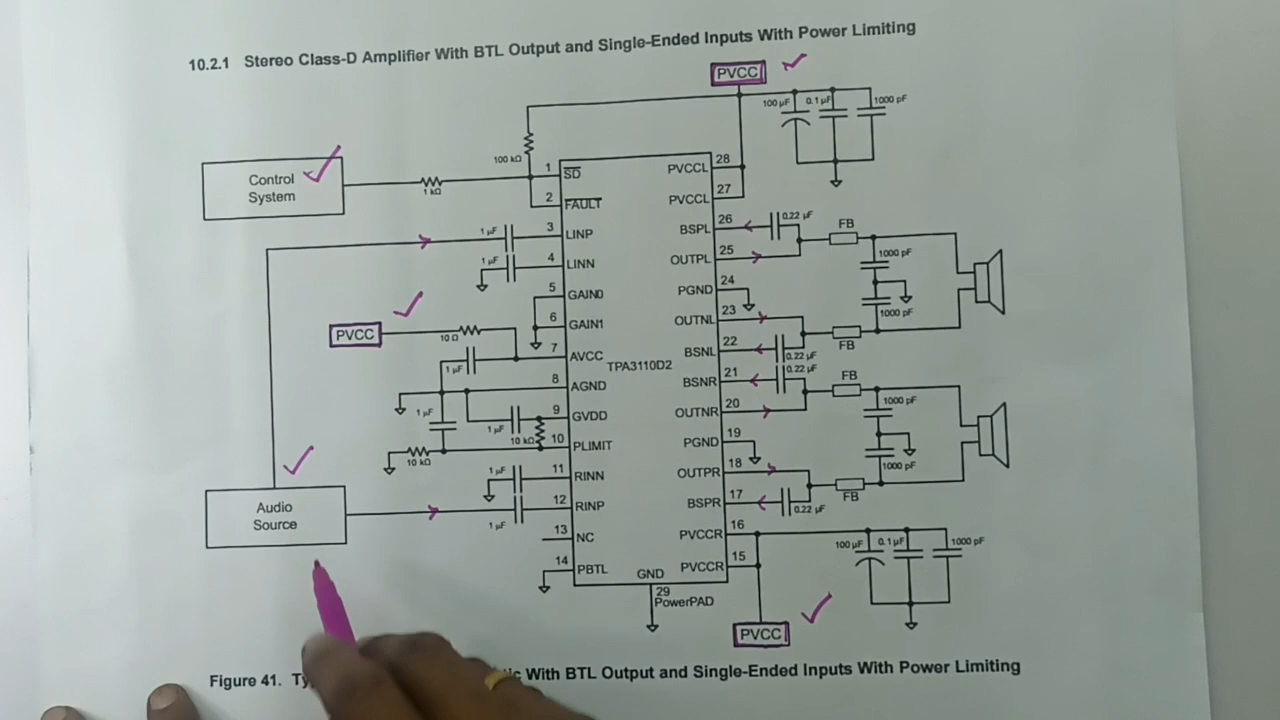 10.2.1 Stereo Class-D Amplifier With BTL Output and Single-Ended Inputs With Power Limiting
PVCC
100 µF 0.1 µF 1000 pF
100 kΩ
Control
System
1 kΩ
1 SD
2 FAULT
1 µF 3 LINP
1 µF 4 LINN
5 GAIN0
6 GAIN1
PVCC
10 Ω
7 AVCC
1 µF
8 AGND
1 µF
9 GVDD
1 µF
10 kΩ 10 PLIMIT
10 kΩ
1 µF 11 RINN
12 RINP
1 µF
13 NC
14 PBTL
Audio
Source
TPA3110D2
PVCCL 28
PVCCL 27
BSPL 26 0.22 µF FB
OUTPL 25
1000 pF
PGND 24
OUTNL 23
1000 pF
BSNL 22 FB
0.22 µF
0.22 µF
BSNR 21 FB
OUTNR 20
1000 pF
PGND 19
OUTPR 18
1000 pF
BSPR 17 FB
0.22 µF
PVCCR 16
100 µF 0.1 µF 1000 pF
PVCCR 15
GND
29
PowerPAD
PVCC
Figure 41. With BTL Output and Single-Ended Inputs With Power Limiting